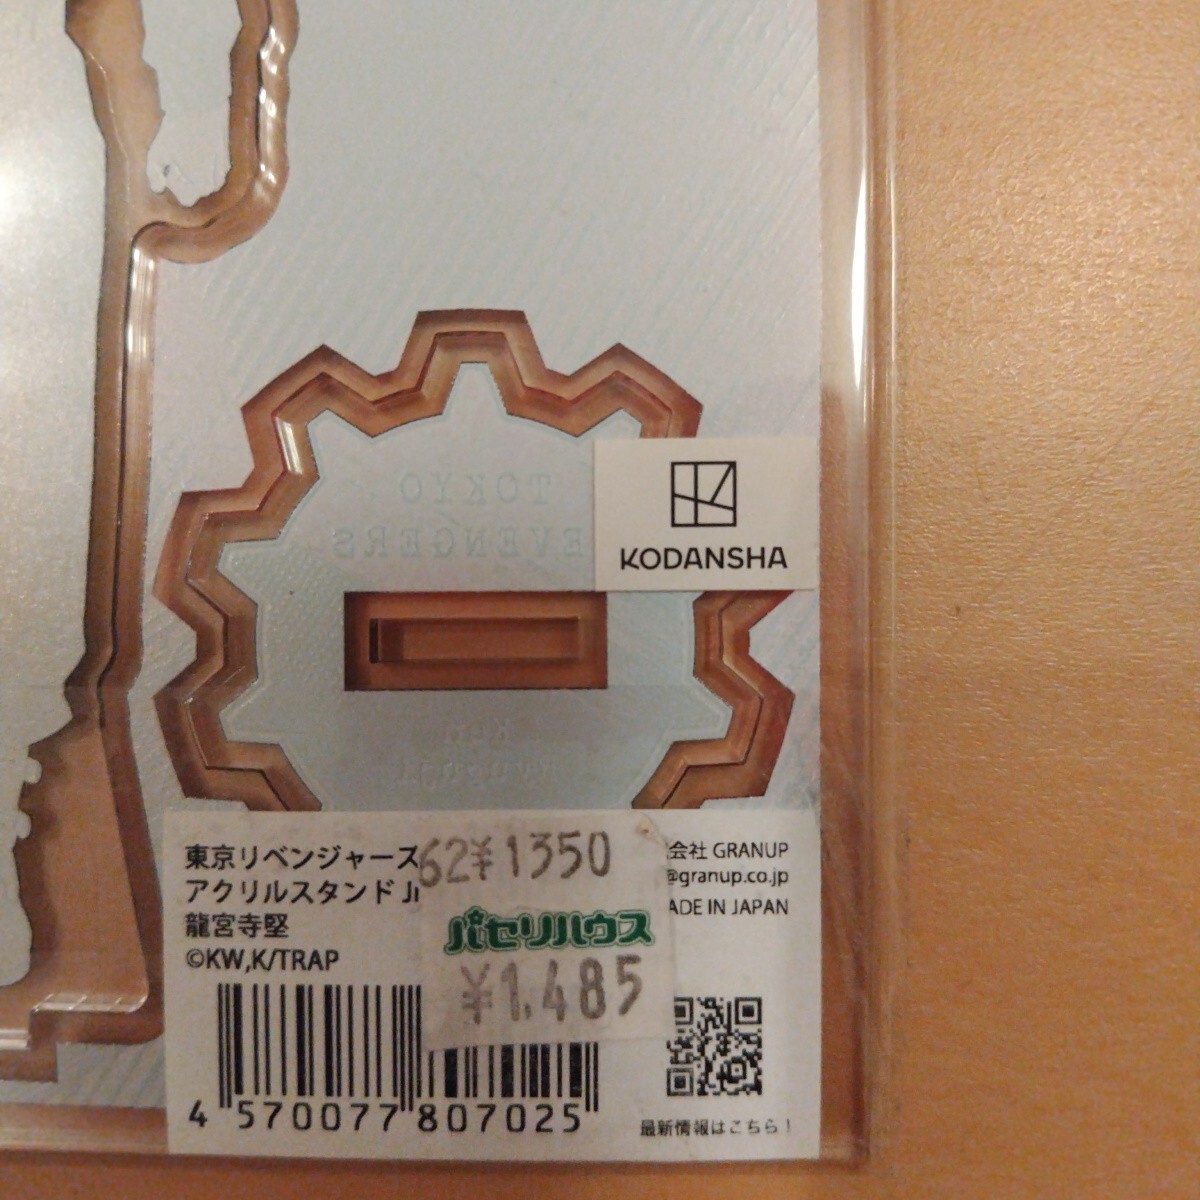 TOKYO
EVENGERS
KODANSHA
Ken
東京リベンジャーズ
アクリルスタンド
龍宮寺堅
©KW,K/TRAP
62¥1350
パセリハウス
¥1,485
会社 GRANUP
@granup.co.jp
ADE IN JAPAN
4 570077 807025
最新情報はこちら！